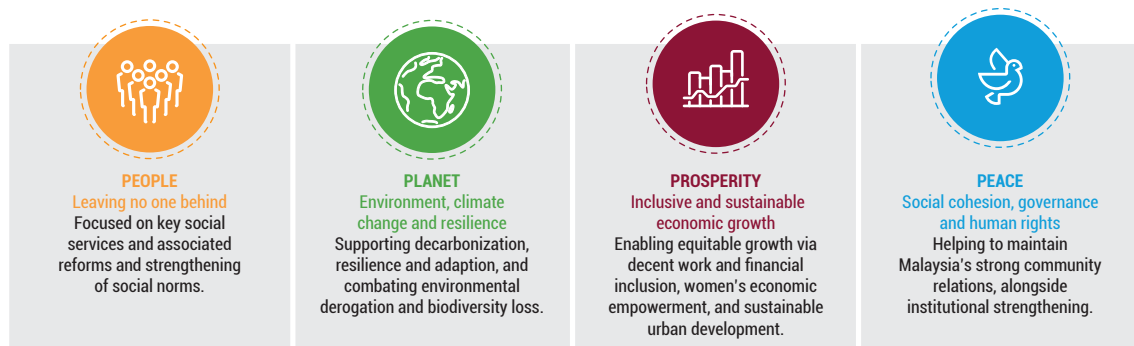 PEOPLE
Leaving no one behind
Focused on key social
services and associated
reforms and strengthening
of social norms.
PLANET
Environment, climate
change and resilience
Supporting decarbonization,
resilience and adaption, and
combating environmental
derogation and biodiversity loss.
PROSPERITY
Inclusive and sustainable
economic growth
Enabling equitable growth via
decent work and financial
inclusion, women's economic
empowerment, and sustainable
urban development.
PEACE
Social cohesion, governance
and human rights
Helping to maintain
Malaysia's strong community
relations, alongside
institutional strengthening.